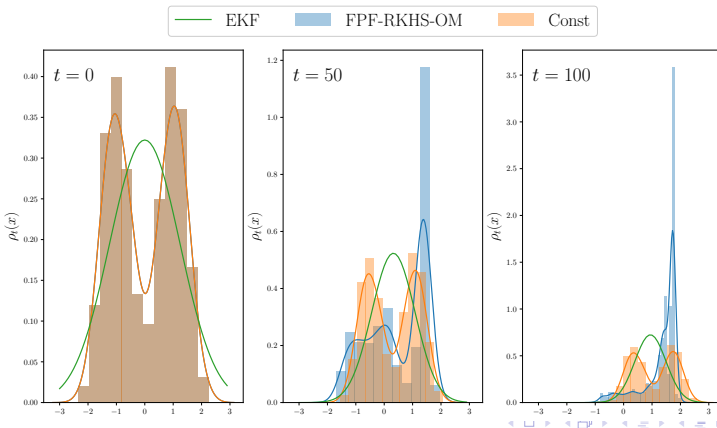 EKF FPF-RKHS-OM Const
t = 0
ρt(x)
0.40
0.35
0.30
0.25
0.20
0.15
0.10
0.05
0.00
−3 −2 −1 0 1 2 3
t = 50
ρt(x)
1.2
1.0
0.8
0.6
0.4
0.2
0.0
−3 −2 −1 0 1 2 3
t = 100
ρt(x)
3.5
3.0
2.5
2.0
1.5
1.0
0.5
0.0
−3 −2 −1 0 1 2 3